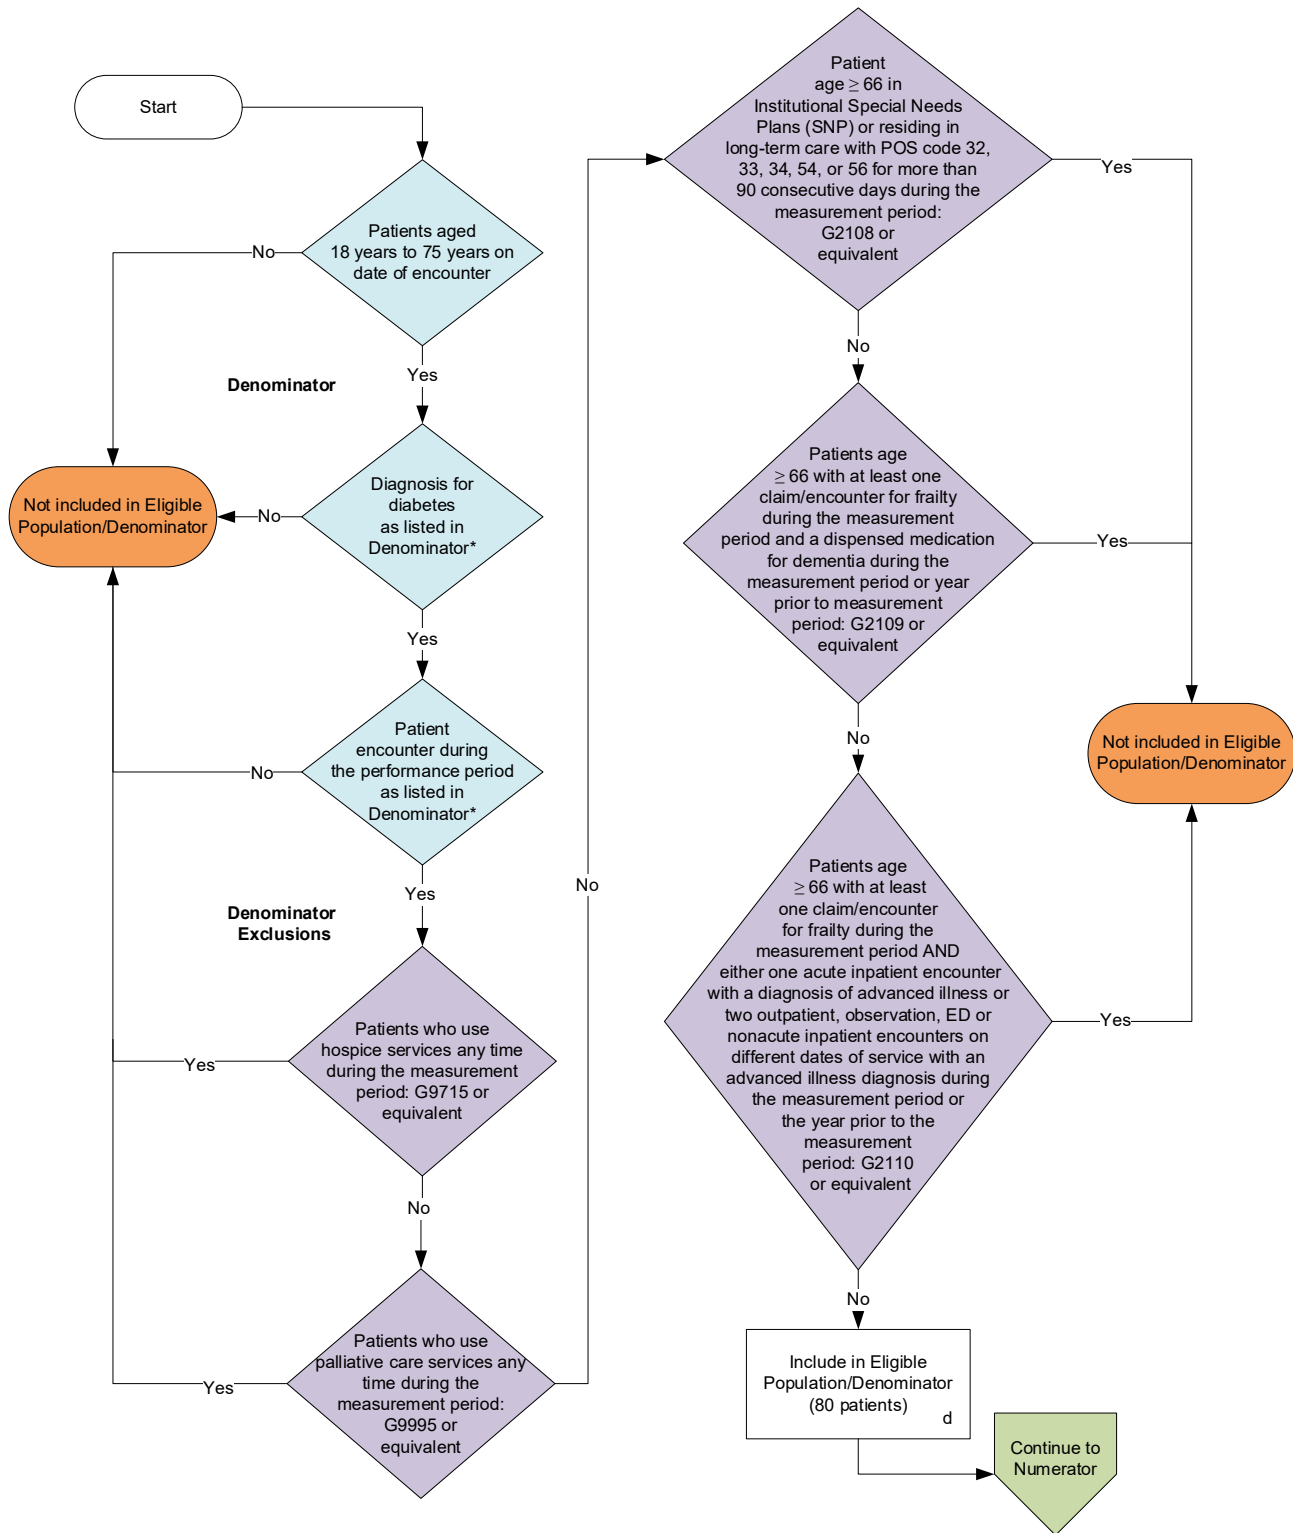 Start
Patients aged
18 years to 75 years on
date of encounter
No
Yes
Denominator
Diagnosis for
diabetes
as listed in
Denominator*
No
Not included in Eligible
Population/Denominator
Yes
Patient
encounter during
the performance period
as listed in
Denominator*
No
Yes
Denominator
Exclusions
Patients who use
hospice services any time
during the measurement
period: G9715 or
equivalent
Yes
No
Patients who use
palliative care services any
time during the
measurement period:
G9995 or
equivalent
Yes
No
Patient
age ≥ 66 in
Institutional Special Needs
Plans (SNP) or residing in
long-term care with POS code 32,
33, 34, 54, or 56 for more than
90 consecutive days during the
measurement period:
G2108 or
equivalent
Yes
No
Patients age
≥ 66 with at least one
claim/encounter for frailty
during the measurement
period and a dispensed medication
for dementia during the
measurement period or year
prior to measurement
period: G2109 or
equivalent
Yes
No
Not included in Eligible
Population/Denominator
Patients age
≥ 66 with at least
one claim/encounter
for frailty during the
measurement period AND
either one acute inpatient encounter
with a diagnosis of advanced illness or
two outpatient, observation, ED or
nonacute inpatient encounters on
different dates of service with an
advanced illness diagnosis during
the measurement period or
the year prior to the
measurement
period: G2110
or equivalent
Yes
No
Include in Eligible
Population/Denominator
(80 patients)
d
Continue to
Numerator